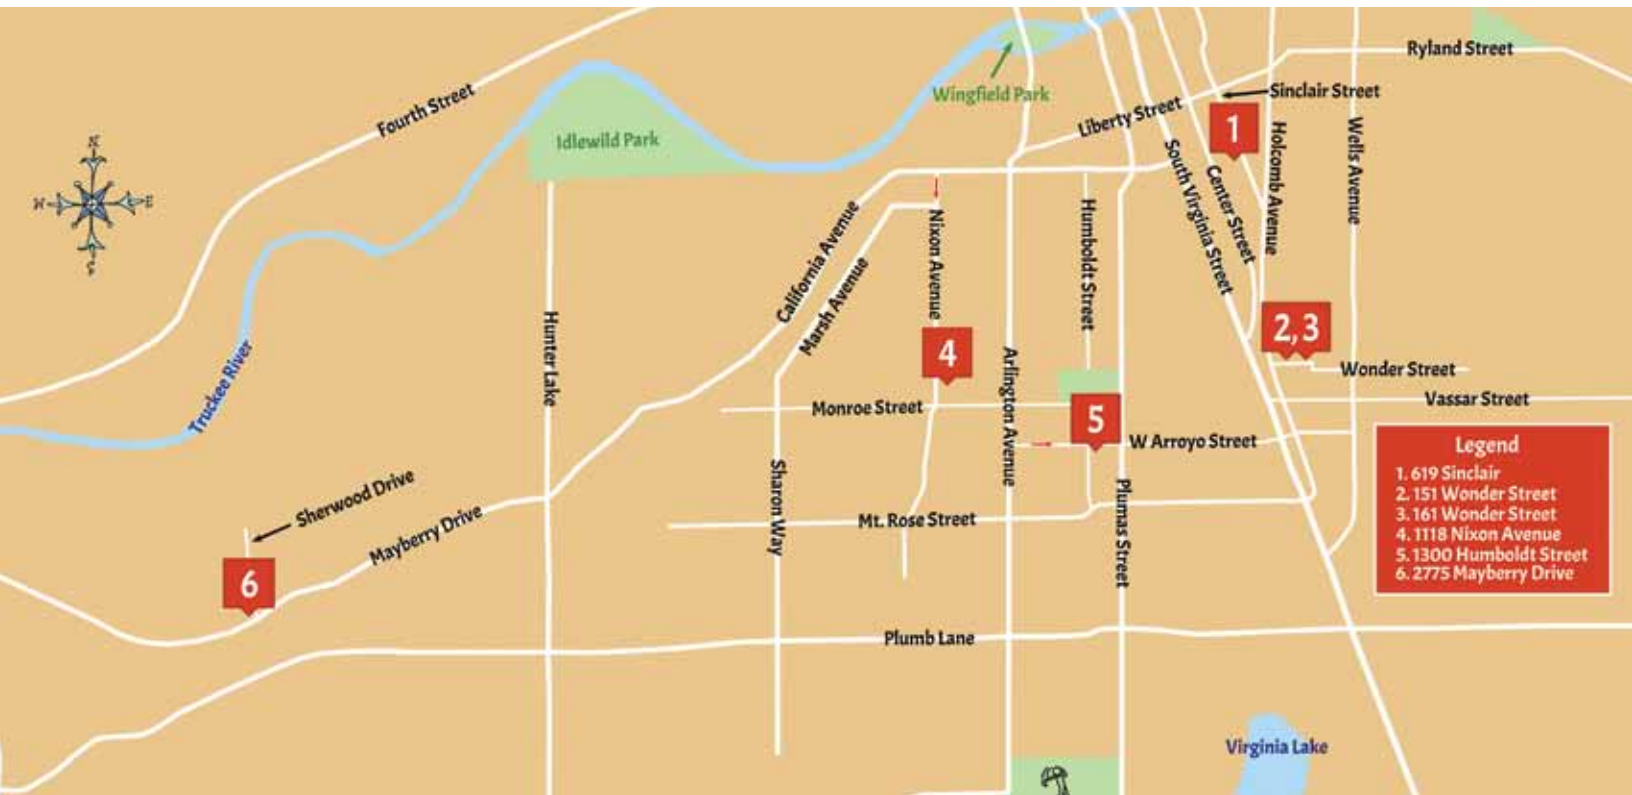 Ryland Street
Sinclair Street
Wingfield Park
Fourth Street
Liberty Street
1
Idlewild Park
N
W
E
S
Holcomb Avenue
Wells Avenue
South Virginia Street
Center Street
Humboldt Street
Nixon Avenue
California Avenue
Marsh Avenue
Hunter Lake
Truckee River
2, 3
4
Arlington Avenue
Wonder Street
Vassar Street
Monroe Street
5
W Arroyo Street
Legend
1. 619 Sinclair
2. 151 Wonder Street
3. 161 Wonder Street
4. 1118 Nixon Avenue
5. 1300 Humboldt Street
6. 2775 Mayberry Drive
Sherwood Drive
Mayberry Drive
Sharon Way
Mt. Rose Street
Plumas Street
6
Plumb Lane
Virginia Lake